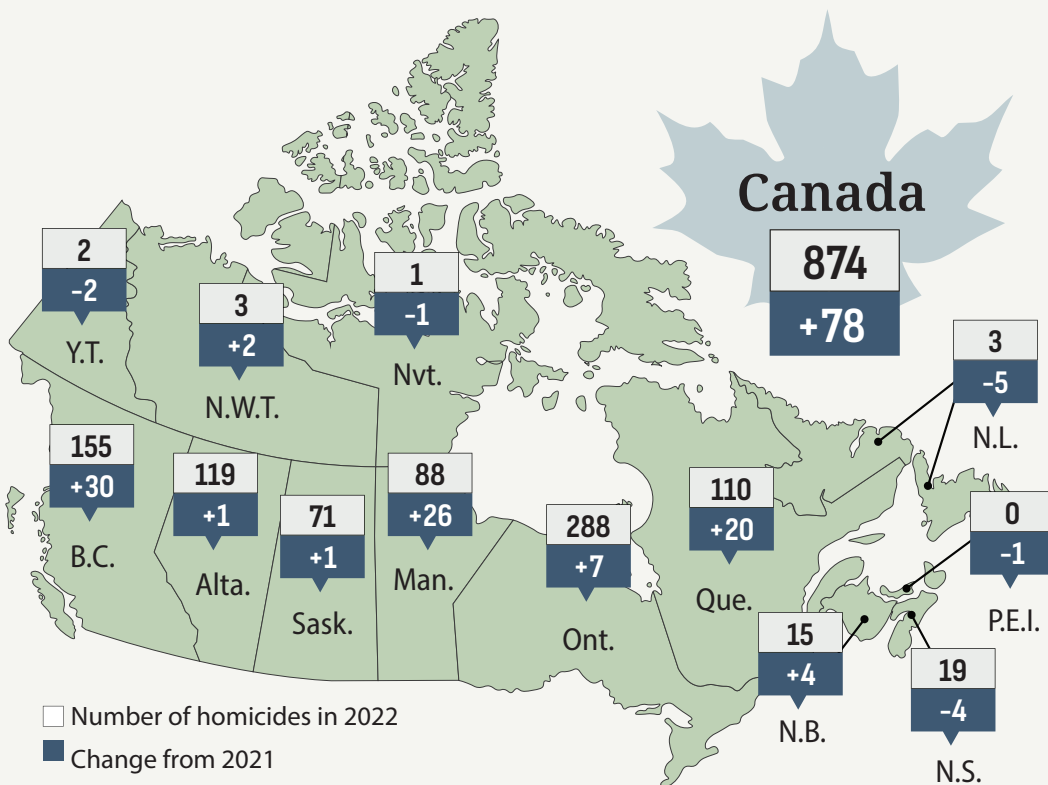 Canada
874
+78
2
-2
Y.T.
3
+2
N.W.T.
1
-1
Nvt.
3
-5
N.L.
155
+30
B.C.
119
+1
Alta.
71
+1
Sask.
88
+26
Man.
288
+7
Ont.
110
+20
Que.
0
-1
P.E.I.
15
+4
N.B.
19
-4
N.S.
Number of homicides in 2022
Change from 2021